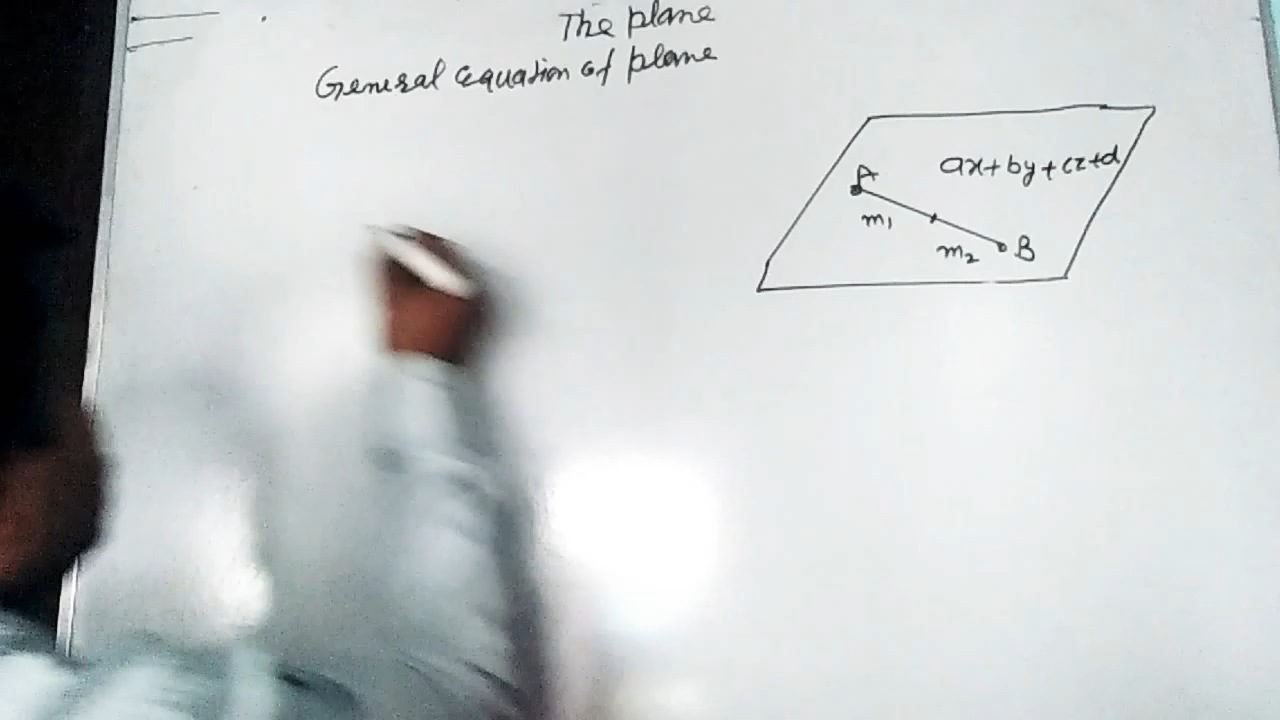 The plane
General equation of plane
ax+by+cz+d
A
m₁
m₂
B